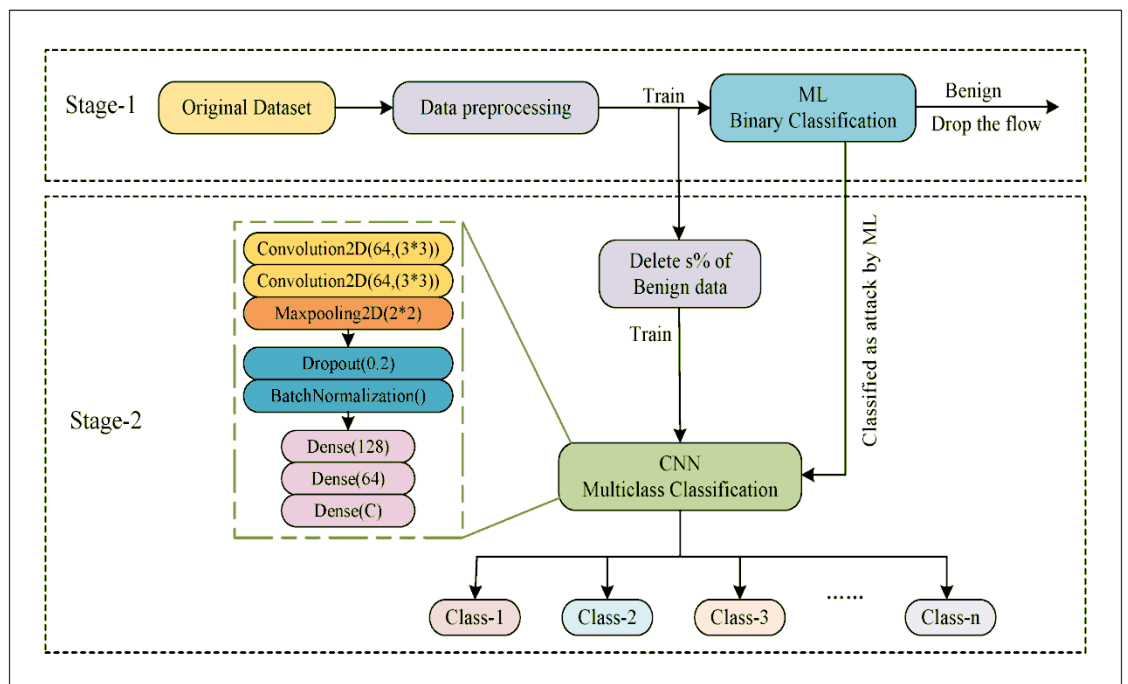 Stage-1
Original Dataset
Data preprocessing
Train
ML
Binary Classification
Benign
Drop the flow
Stage-2
Convolution2D(64,(3*3))
Convolution2D(64,(3*3))
Maxpooling2D(2*2)
Dropout(0.2)
BatchNormalization()
Dense(128)
Dense(64)
Dense(C)
Delete s% of
Benign data
Train
Classified as attack by ML
CNN
Multiclass Classification
Class-1
Class-2
Class-3
......
Class-n